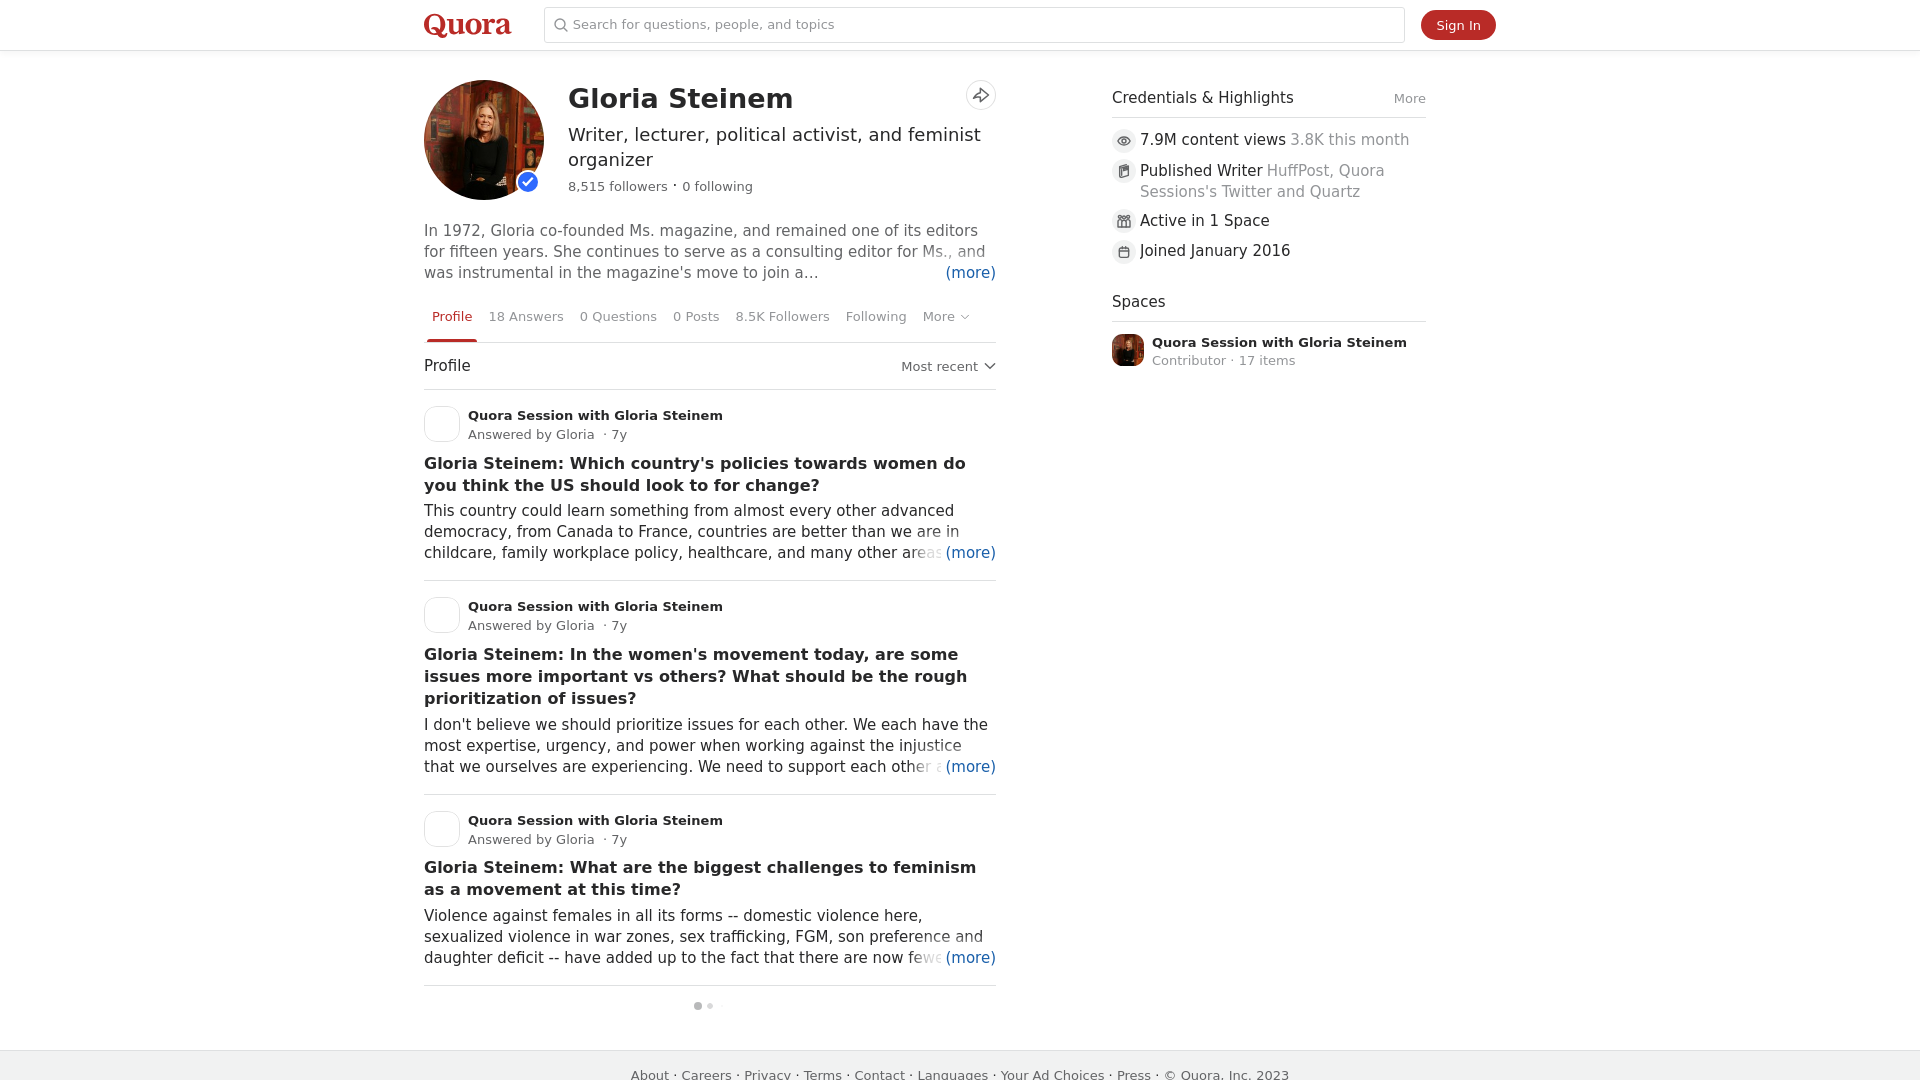 Quora
Search for questions, people, and topics
Sign In
Gloria Steinem
Writer, lecturer, political activist, and feminist
organizer
8,515 followers · 0 following
In 1972, Gloria co-founded Ms. magazine, and remained one of its editors
for fifteen years. She continues to serve as a consulting editor for Ms., and
was instrumental in the magazine's move to join a… (more)
Profile 18 Answers 0 Questions 0 Posts 8.5K Followers Following More
Profile Most recent
Quora Session with Gloria Steinem
Answered by Gloria · 7y
Gloria Steinem: Which country's policies towards women do
you think the US should look to for change?
This country could learn something from almost every other advanced
democracy, from Canada to France, countries are better than we are in
childcare, family workplace policy, healthcare, and many other areas (more)
Quora Session with Gloria Steinem
Answered by Gloria · 7y
Gloria Steinem: In the women's movement today, are some
issues more important vs others? What should be the rough
prioritization of issues?
I don't believe we should prioritize issues for each other. We each have the
most expertise, urgency, and power when working against the injustice
that we ourselves are experiencing. We need to support each other (more)
Quora Session with Gloria Steinem
Answered by Gloria · 7y
Gloria Steinem: What are the biggest challenges to feminism
as a movement at this time?
Violence against females in all its forms -- domestic violence here,
sexualized violence in war zones, sex trafficking, FGM, son preference and
daughter deficit -- have added up to the fact that there are now (more)
Credentials & Highlights More
7.9M content views 3.8K this month
Published Writer HuffPost, Quora
Sessions's Twitter and Quartz
Active in 1 Space
Joined January 2016
Spaces
Quora Session with Gloria Steinem
Contributor · 17 items
About · Careers · Privacy · Terms · Contact · Languages · Your Ad Choices · Press · © Quora, Inc. 2023